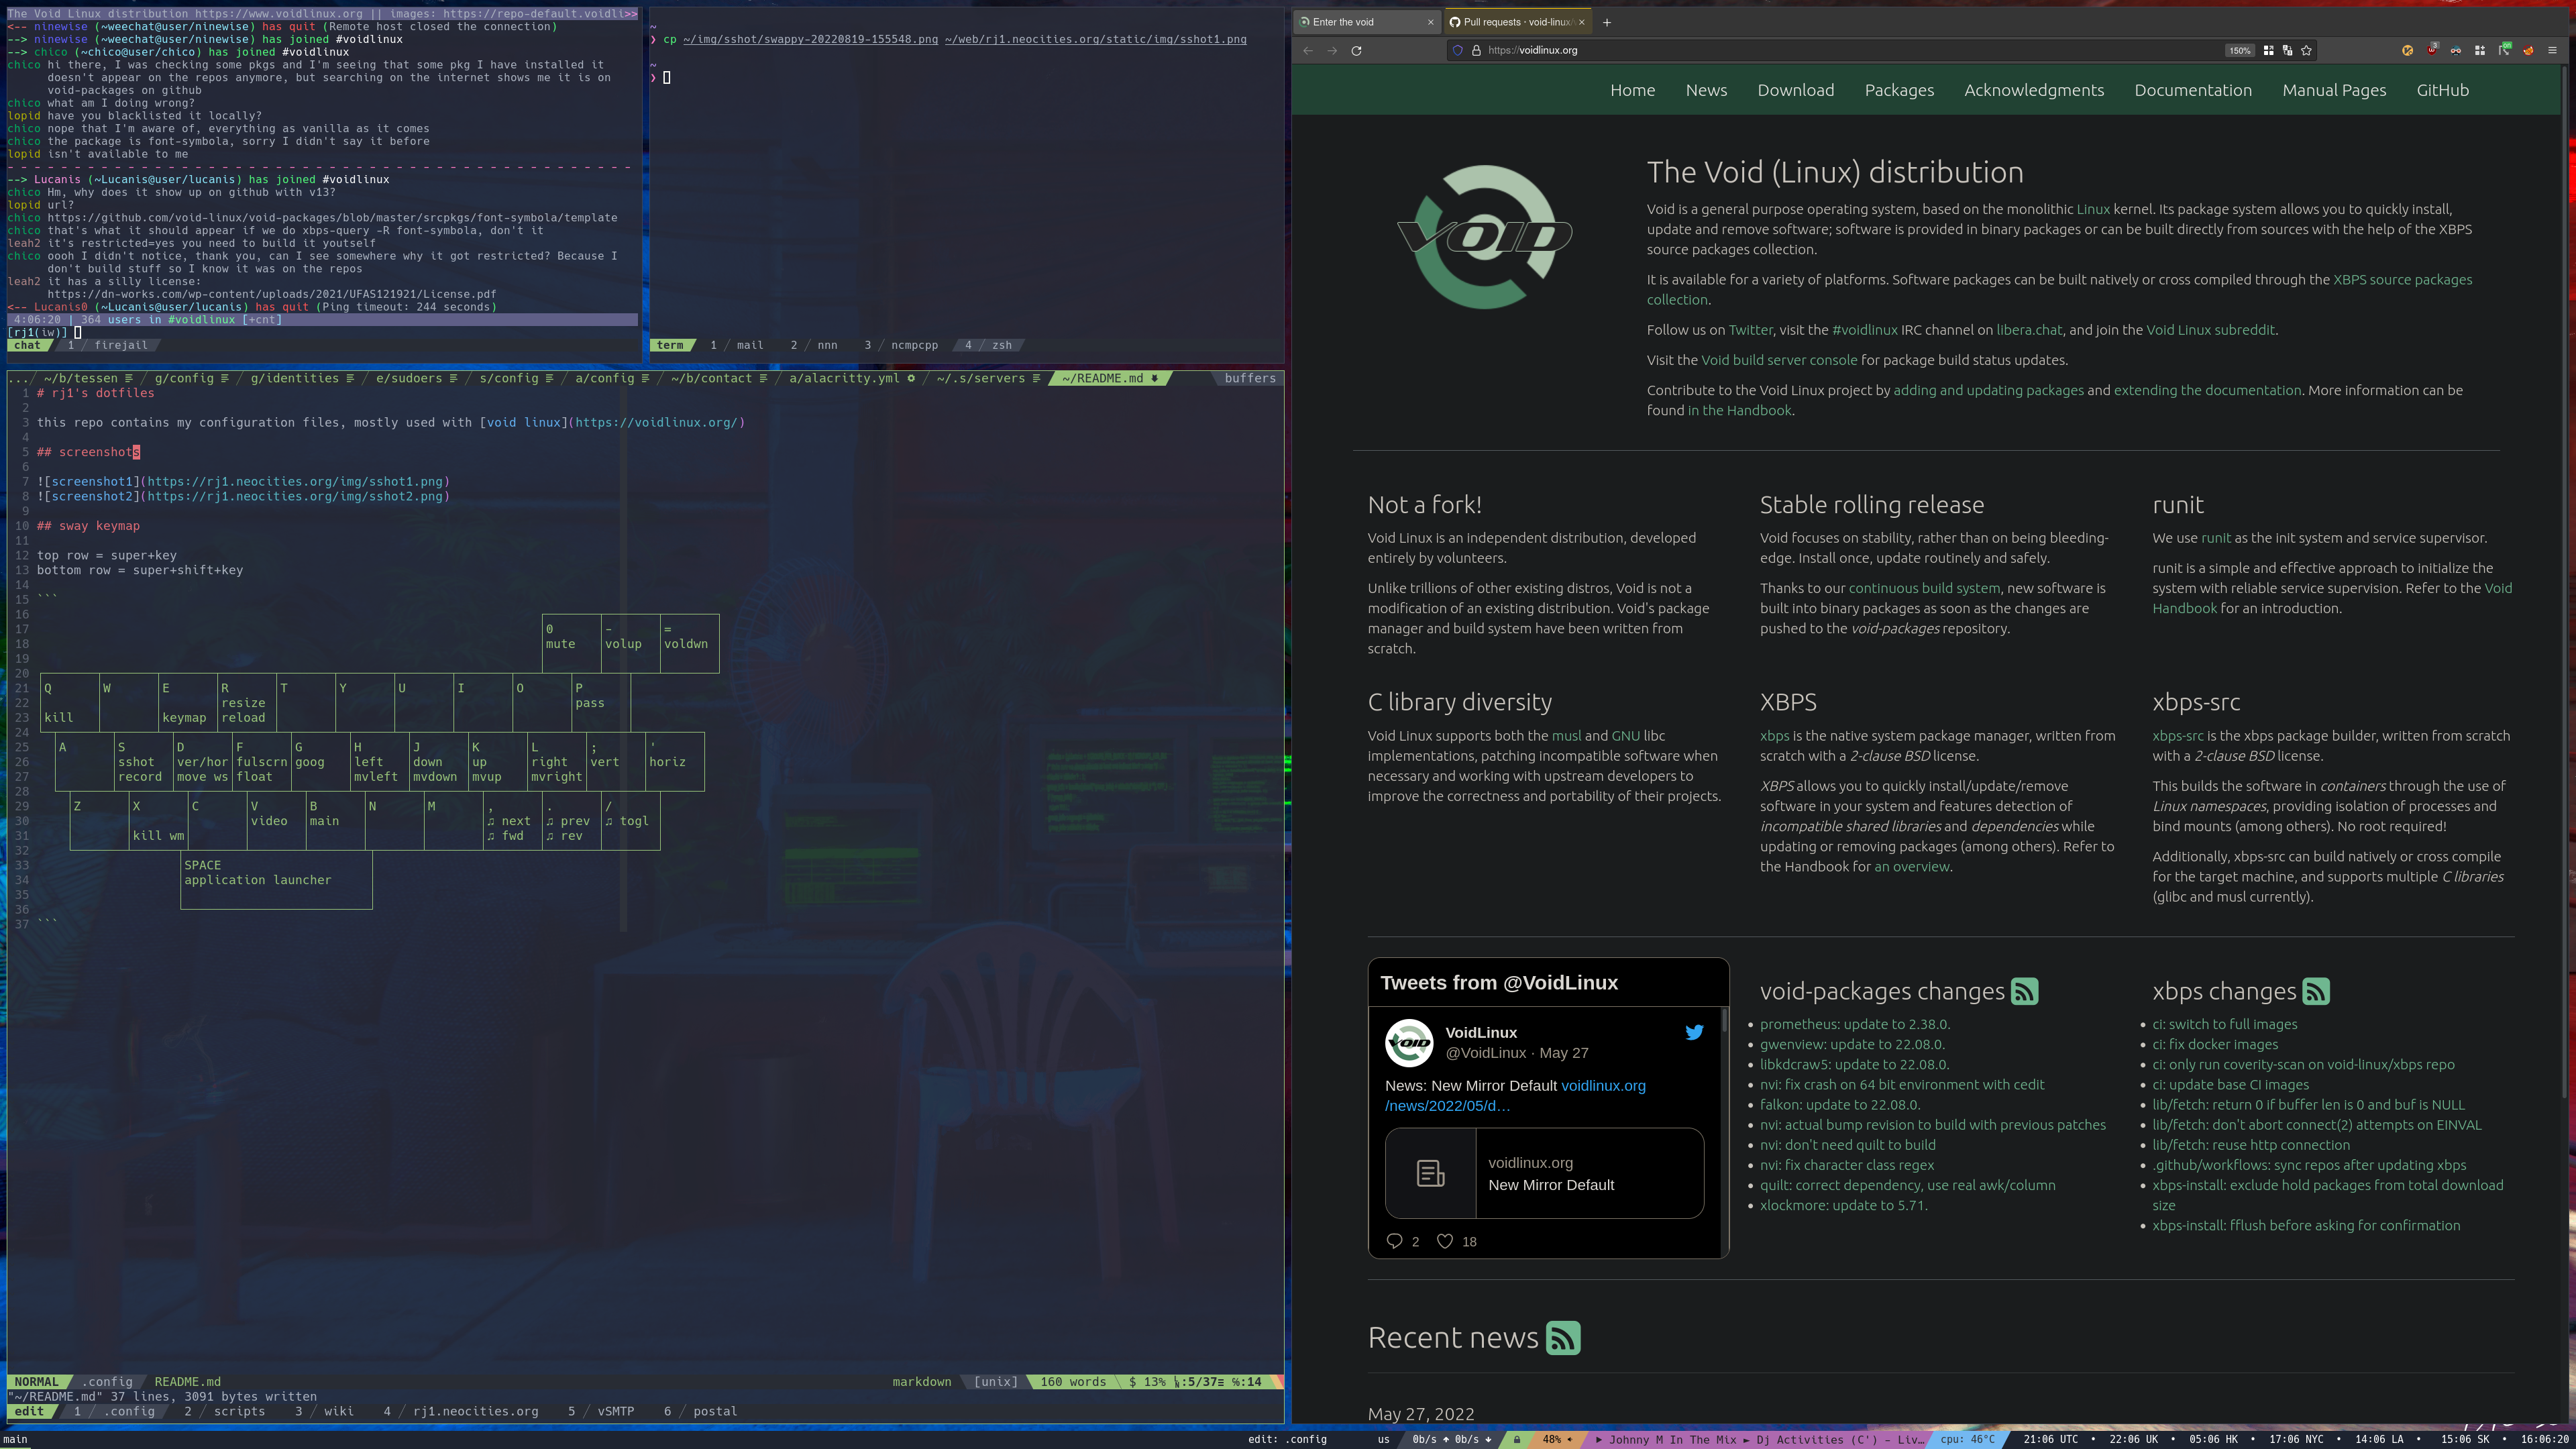 The Void Linux distribution https://www.voidlinux.org || images: https://repo-default.voidli>>
<-- ninewise (~weechat@user/ninewise) has quit (Remote host closed the connection)
--> ninewise (~weechat@user/ninewise) has joined #voidlinux
--> chico (~chico@user/chico) has joined #voidlinux
chico hi there, I was checking some pkgs and I'm seeing that some pkg I have installed it
doesn't appear on the repos anymore, but searching on the internet shows me it is on
void-packages on github
chico what am I doing wrong?
lopid have you blacklisted it locally?
chico nope that I'm aware of, everything as vanilla as it comes
chico the package is font-symbola, sorry I didn't say it before
lopid isn't available to me
--> Lucanis (~Lucanis@user/lucanis) has joined #voidlinux
chico Hm, why does it show up on github with v13?
lopid url?
chico https://github.com/void-linux/void-packages/blob/master/srcpkgs/font-symbola/template
chico that's what it should appear if we do xbps-query -R font-symbola, don't it
leah2 it's restricted=yes you need to build it youtself
chico oooh I didn't notice, thank you, can I see somewhere why it got restricted? Because I
don't build stuff so I know it was on the repos
leah2 it has a silly license:
https://dn-works.com/wp-content/uploads/2021/UFAS121921/License.pdf
<-- Lucanis0 (~Lucanis@user/lucanis) has quit (Ping timeout: 244 seconds)
4:06:20 | 364 users in #voidlinux [+cnt]
[rj1(iw)]
chat 1 / firejail
~
❯ cp ~/img/sshot/swappy-20220819-155548.png ~/web/rj1.neocities.org/static/img/sshot1.png
~
❯
term 1 / mail 2 / nnn 3 / ncmpcpp 4 / zsh
.../ ~/b/tessen / g/config / g/identities / e/sudoers / s/config / a/config / ~/b/contact / a/alacritty.yml / ~/.s/servers / ~/README.md buffers
1 # rj1's dotfiles
2
3 this repo contains my configuration files, mostly used with [void linux](https://voidlinux.org/)
4
5 ## screenshots
6
7 ![screenshot1](https://rj1.neocities.org/img/sshot1.png)
8 ![screenshot2](https://rj1.neocities.org/img/sshot2.png)
9
10 ## sway keymap
11
12 top row = super+key
13 bottom row = super+shift+key
14
15 ```
16
17 0 - =
18 mute volup voldwn
19
20
21 Q W E R T Y U I O P
22 resize pass
23 kill keymap reload
24
25 A S D F G H J K L ; '
26 sshot ver/hor fulscrn goog left down up right vert horiz
27 record move ws float mvleft mvdown mvup mvright
28
29 Z X C V B N M , . /
30 video main ♫ next ♫ prev ♫ togl
31 kill wm ♫ fwd ♫ rev
32
33 SPACE
34 application launcher
35
36
37 ```
NORMAL .config README.md markdown [unix] 160 words $ 13% :5/37≡ ℅:14
"~/README.md" 37 lines, 3091 bytes written
edit 1 / .config 2 / scripts 3 / wiki 4 / rj1.neocities.org 5 / vSMTP 6 / postal
Enter the void × Pull requests · void-linux/ × +
https://voidlinux.org 150%
Home News Download Packages Acknowledgments Documentation Manual Pages GitHub
VOID
The Void (Linux) distribution
Void is a general purpose operating system, based on the monolithic Linux kernel. Its package system allows you to quickly install,
update and remove software; software is provided in binary packages or can be built directly from sources with the help of the XBPS
source packages collection.
It is available for a variety of platforms. Software packages can be built natively or cross compiled through the XBPS source packages
collection.
Follow us on Twitter, visit the #voidlinux IRC channel on libera.chat, and join the Void Linux subreddit.
Visit the Void build server console for package build status updates.
Contribute to the Void Linux project by adding and updating packages and extending the documentation. More information can be
found in the Handbook.
Not a fork!
Void Linux is an independent distribution, developed
entirely by volunteers.
Unlike trillions of other existing distros, Void is not a
modification of an existing distribution. Void's package
manager and build system have been written from
scratch.
Stable rolling release
Void focuses on stability, rather than on being bleeding-
edge. Install once, update routinely and safely.
Thanks to our continuous build system, new software is
built into binary packages as soon as the changes are
pushed to the void-packages repository.
runit
We use runit as the init system and service supervisor.
runit is a simple and effective approach to initialize the
system with reliable service supervision. Refer to the Void
Handbook for an introduction.
C library diversity
Void Linux supports both the musl and GNU libc
implementations, patching incompatible software when
necessary and working with upstream developers to
improve the correctness and portability of their projects.
XBPS
xbps is the native system package manager, written from
scratch with a 2-clause BSD license.
XBPS allows you to quickly install/update/remove
software in your system and features detection of
incompatible shared libraries and dependencies while
updating or removing packages (among others). Refer to
the Handbook for an overview.
xbps-src
xbps-src is the xbps package builder, written from scratch
with a 2-clause BSD license.
This builds the software in containers through the use of
Linux namespaces, providing isolation of processes and
bind mounts (among others). No root required!
Additionally, xbps-src can build natively or cross compile
for the target machine, and supports multiple C libraries
(glibc and musl currently).
Tweets from @VoidLinux
VOID
VoidLinux
@VoidLinux · May 27
News: New Mirror Default voidlinux.org
/news/2022/05/d…
voidlinux.org
New Mirror Default
2 18
void-packages changes
prometheus: update to 2.38.0.
gwenview: update to 22.08.0.
libkdcraw5: update to 22.08.0.
nvi: fix crash on 64 bit environment with cedit
falkon: update to 22.08.0.
nvi: actual bump revision to build with previous patches
nvi: don't need quilt to build
nvi: fix character class regex
quilt: correct dependency, use real awk/column
xlockmore: update to 5.71.
xbps changes
ci: switch to full images
ci: fix docker images
ci: only run coverity-scan on void-linux/xbps repo
ci: update base CI images
lib/fetch: return 0 if buffer len is 0 and buf is NULL
lib/fetch: don't abort connect(2) attempts on EINVAL
lib/fetch: reuse http connection
.github/workflows: sync repos after updating xbps
xbps-install: exclude hold packages from total download
size
xbps-install: fflush before asking for confirmation
Recent news
May 27, 2022
main edit: .config us 0b/s ↑ 0b/s ↓ 48% ► Johnny M In The Mix ► Dj Activities (C') - Liv… cpu: 46°C 21:06 UTC • 22:06 UK • 05:06 HK • 17:06 NYC • 14:06 LA • 15:06 SK • 16:06:20